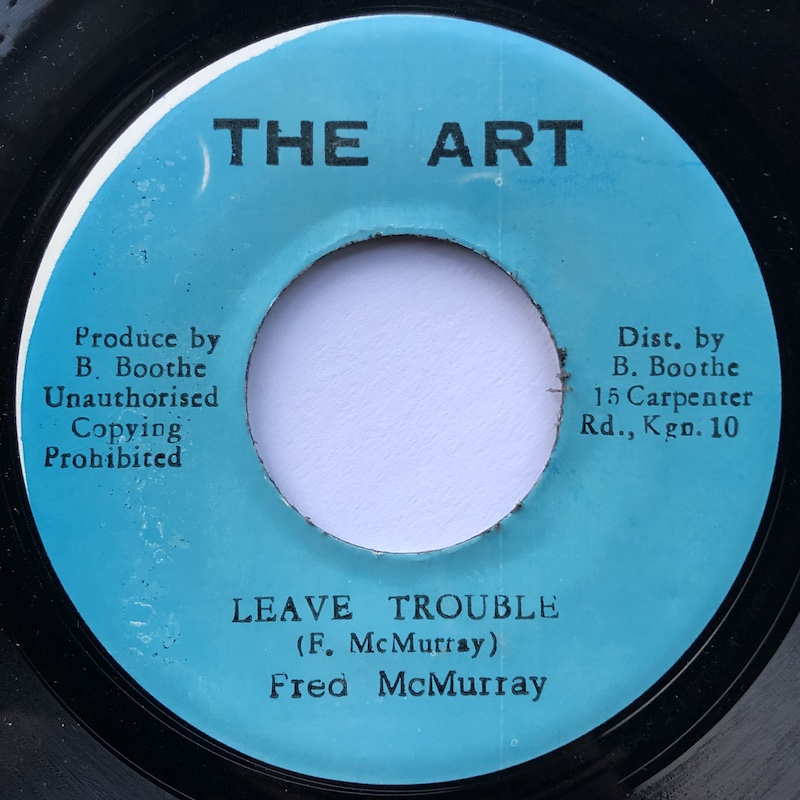 THE ART
Produce by
B. Boothe
Unauthorised
Copying
Prohibited
Dist. by
B. Boothe
15 Carpenter
Rd., Kgn. 10
LEAVE TROUBLE
(F. McMurray)
Fred McMurray